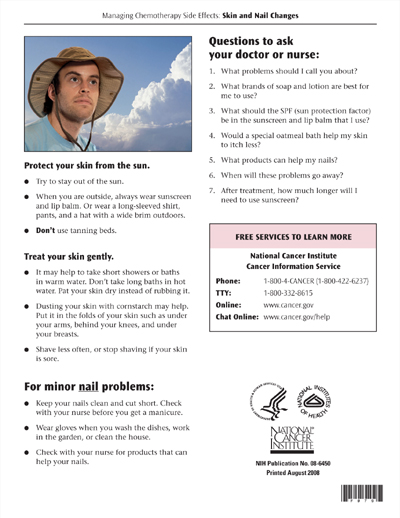 Managing Chemotherapy Side Effects: Skin and Nail Changes
Protect your skin from the sun.
● Try to stay out of the sun.
● When you are outside, always wear sunscreen
and lip balm. Or wear a long-sleeved shirt,
pants, and a hat with a wide brim outdoors.
● Don't use tanning beds.
Treat your skin gently.
● It may help to take short showers or baths
in warm water. Don't take long baths in hot
water. Pat your skin dry instead of rubbing it.
● Dusting your skin with cornstarch may help.
Put it in the folds of your skin such as under
your arms, behind your knees, and under
your breasts.
● Shave less often, or stop shaving if your skin
is sore.
For minor nail problems:
● Keep your nails clean and cut short. Check
with your nurse before you get a manicure.
● Wear gloves when you wash the dishes, work
in the garden, or clean the house.
● Check with your nurse for products that can
help your nails.
Questions to ask
your doctor or nurse:
1. What problems should I call you about?
2. What brands of soap and lotion are best for
me to use?
3. What should the SPF (sun protection factor)
be in the sunscreen and lip balm that I use?
4. Would a special oatmeal bath help my skin
to itch less?
5. What products can help my nails?
6. When will these problems go away?
7. After treatment, how much longer will I
need to use sunscreen?
FREE SERVICES TO LEARN MORE
National Cancer Institute
Cancer Information Service
Phone: 1-800-4-CANCER (1-800-422-6237)
TTY: 1-800-332-8615
Online: www.cancer.gov
Chat Online: www.cancer.gov/help
NATIONAL INSTITUTES
OF HEALTH
NATIONAL
CANCER
INSTITUTE
NIH Publication No. 08-6450
Printed August 2008